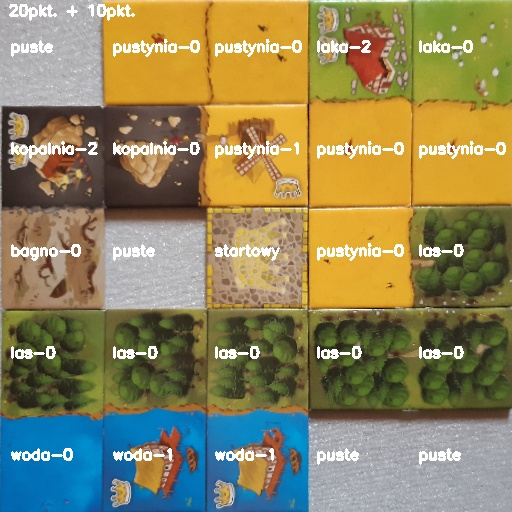 20pkt. + 10pkt.
puste pustynia-0 pustynia-0 laka-2 laka-0
kopalnia-2 kopalnia-0 pustynia-1 pustynia-0 pustynia-0
bagno-0 puste startowy pustynia-0 las-0
las-0 las-0 las-0 las-0 las-0
woda-0 woda-1 woda-1 puste puste